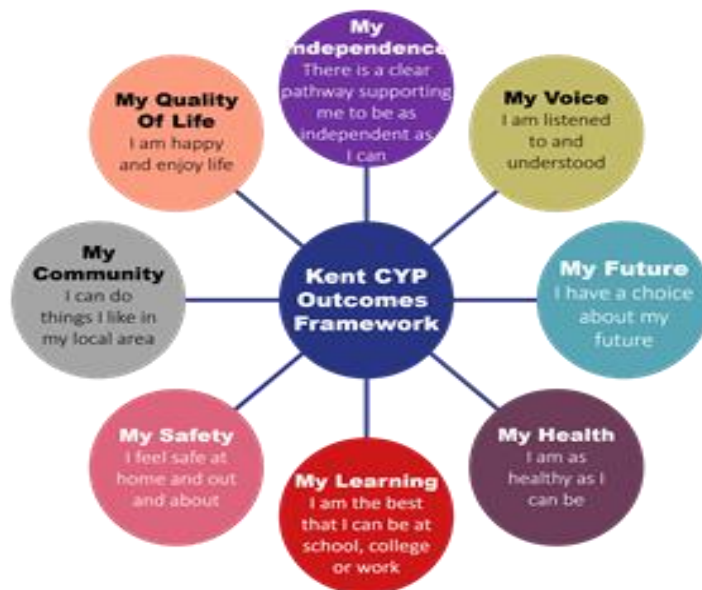 My
Independence
There is a clear
pathway supporting
me to be as
independent as
I can
My Voice
I am listened
to and
understood
My Future
I have a choice
about my
future
My Health
I am as
healthy as I
can be
My Learning
I am the best
that I can be at
school, college
or work
My Safety
I feel safe at
home and out
and about
My
Community
I can do
things I like in
my local area
My Quality
Of Life
I am happy
and enjoy life
Kent CYP
Outcomes
Framework